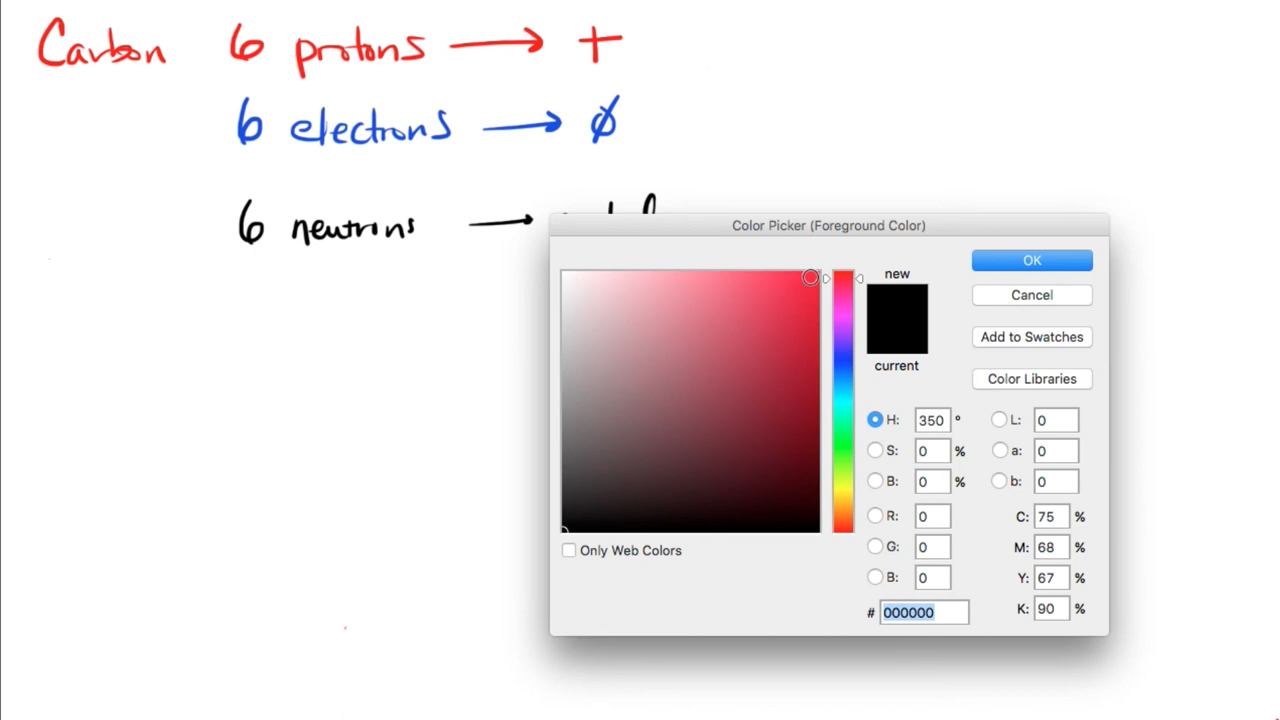 Carbon 6 protons → +
6 electrons → ∅
6 neutrons →
Color Picker (Foreground Color)
OK
new
Cancel
Add to Swatches
current
Color Libraries
H: 350 ° L: 0
S: 0 % a: 0
B: 0 % b: 0
R: 0 C: 75 %
G: 0 M: 68 %
Only Web Colors
B: 0 Y: 67 %
# 000000 K: 90 %